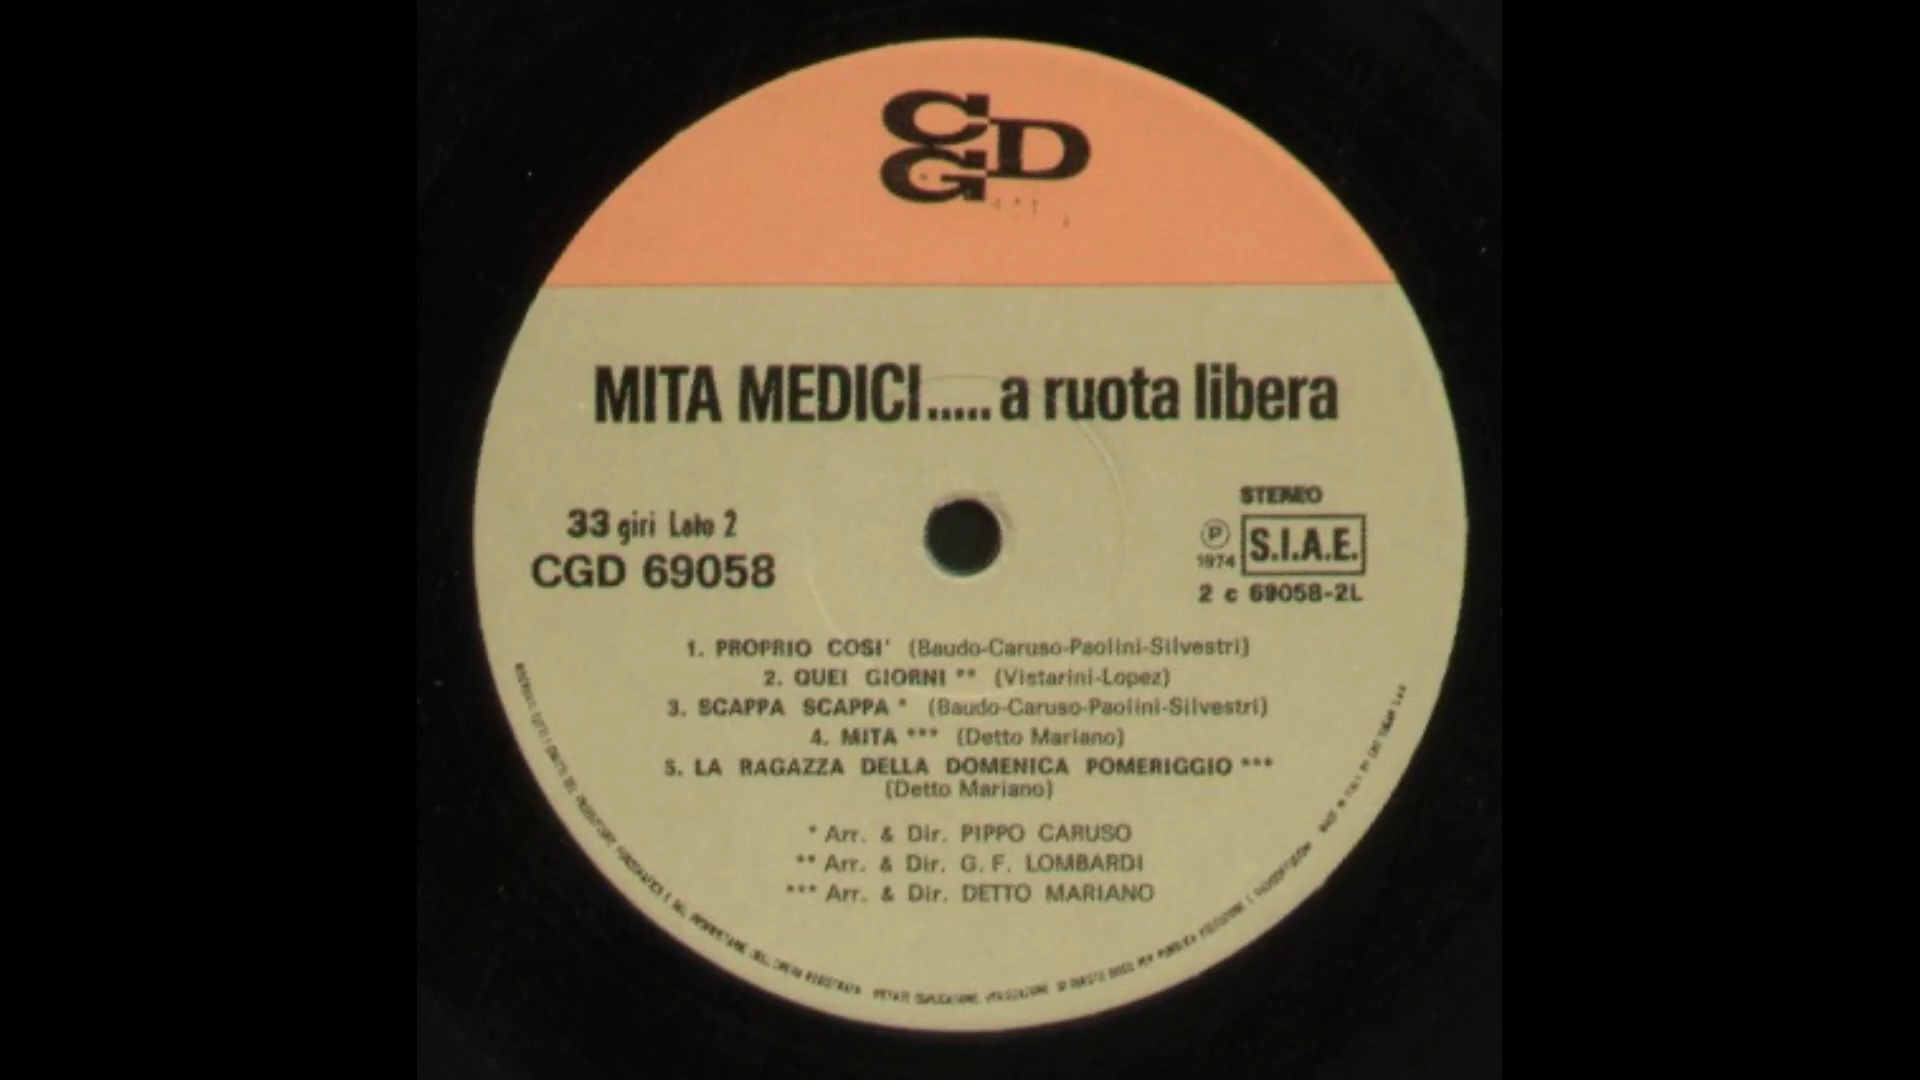 CGD
MITA MEDICI.....a ruota libera
33 giri Lato 2
CGD 69058
STEREO
℗ 1974
S.I.A.E.
2 c 69058-2L
1. PROPRIO COSI' (Baudo-Caruso-Paolini-Silvestri)
2. QUEI GIORNI ** (Vistarini-Lopez)
3. SCAPPA SCAPPA * (Baudo-Caruso-Paolini-Silvestri)
4. MITA *** (Detto Mariano)
5. LA RAGAZZA DELLA DOMENICA POMERIGGIO ***
(Detto Mariano)
* Arr. & Dir. PIPPO CARUSO
** Arr. & Dir. G.F. LOMBARDI
*** Arr. & Dir. DETTO MARIANO